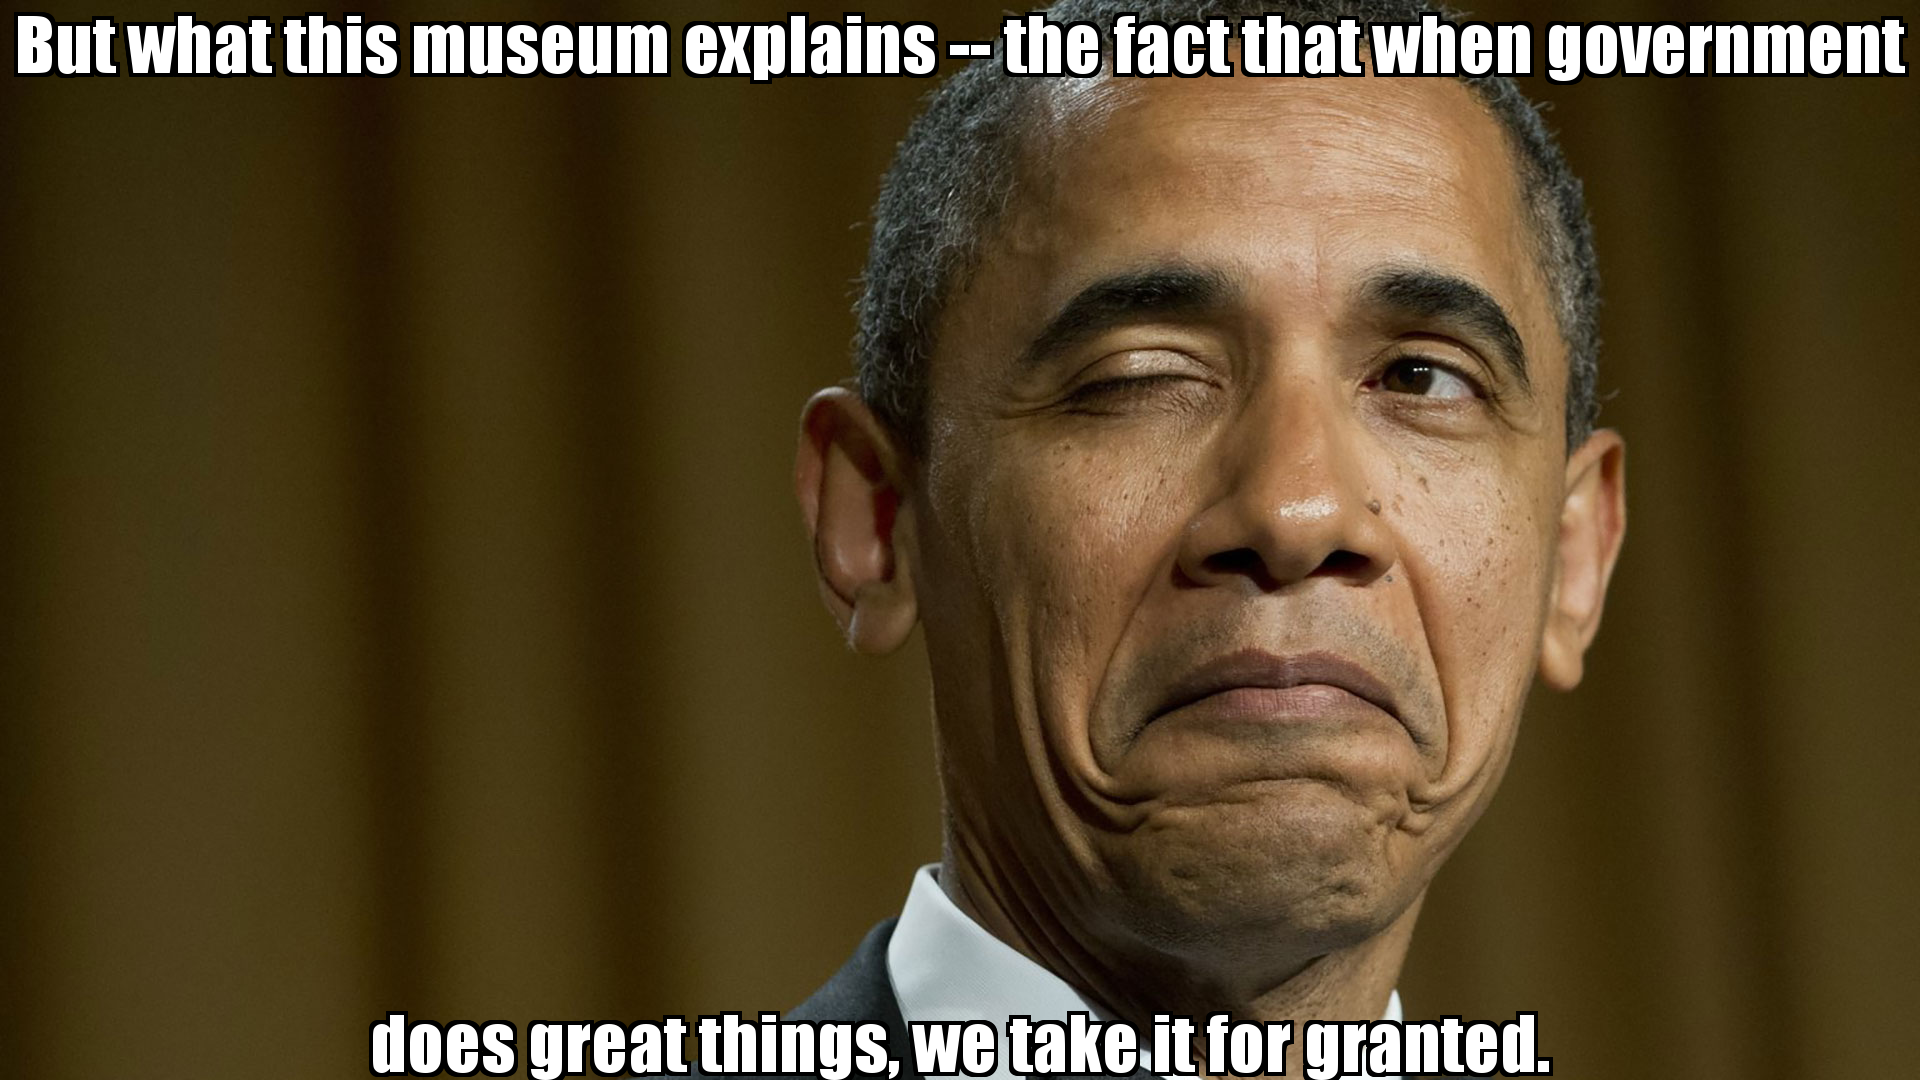 But what this museum explains -- the fact that when government
does great things, we take it for granted.